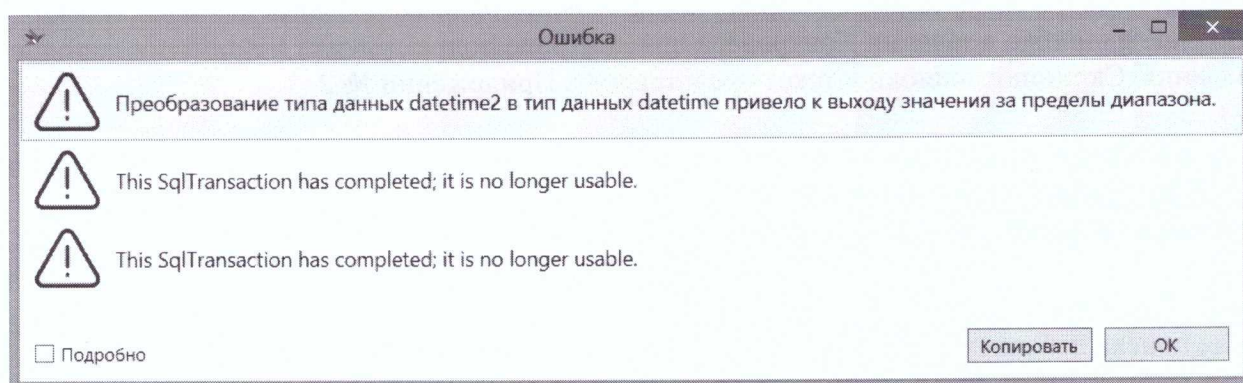 Ошибка
Преобразование типа данных datetime2 в тип данных datetime привело к выходу значения за пределы диапазона.
This SqlTransaction has completed; it is no longer usable.
This SqlTransaction has completed; it is no longer usable.
Подробно
Копировать
OK